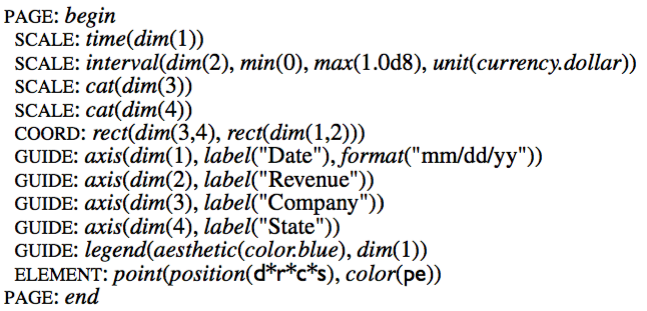 PAGE: begin
SCALE: time(dim(1))
SCALE: interval(dim(2), min(0), max(1.0d8), unit(currency.dollar))
SCALE: cat(dim(3))
SCALE: cat(dim(4))
COORD: rect(dim(3,4), rect(dim(1,2)))
GUIDE: axis(dim(1), label("Date"), format("mm/dd/yy"))
GUIDE: axis(dim(2), label("Revenue"))
GUIDE: axis(dim(3), label("Company"))
GUIDE: axis(dim(4), label("State"))
GUIDE: legend(aesthetic(color.blue), dim(1))
ELEMENT: point(position(d*r*c*s), color(pe))
PAGE: end